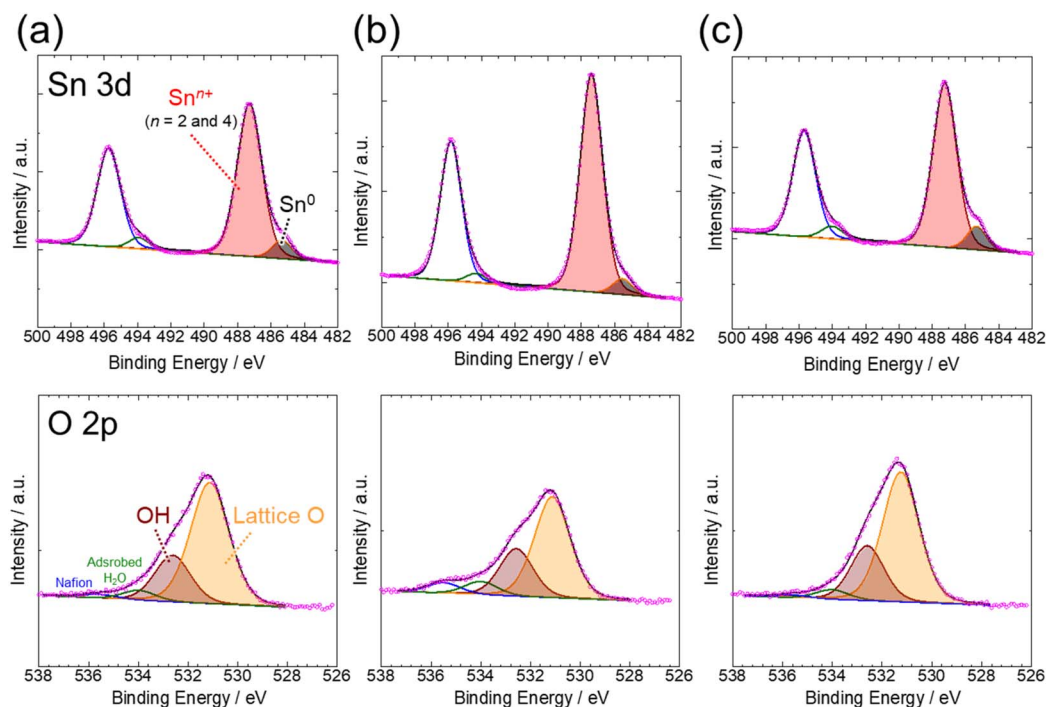 (a)
(b)
(c)
Sn 3d
Snⁿ⁺
(n = 2 and 4)
Sn⁰
Intensity / a.u.
500 498 496 494 492 490 488 486 484 482
Binding Energy / eV
Intensity / a.u.
500 498 496 494 492 490 488 486 484 482
Binding Energy / eV
Intensity / a.u.
500 498 496 494 492 490 488 486 484 482
Binding Energy / eV
O 2p
OH
Lattice O
Adsrobed
H₂O
Nafion
Intensity / a.u.
538 536 534 532 530 528 526
Binding Energy / eV
Intensity / a.u.
538 536 534 532 530 528 526
Binding Energy / eV
Intensity / a.u.
538 536 534 532 530 528 526
Binding Energy / eV